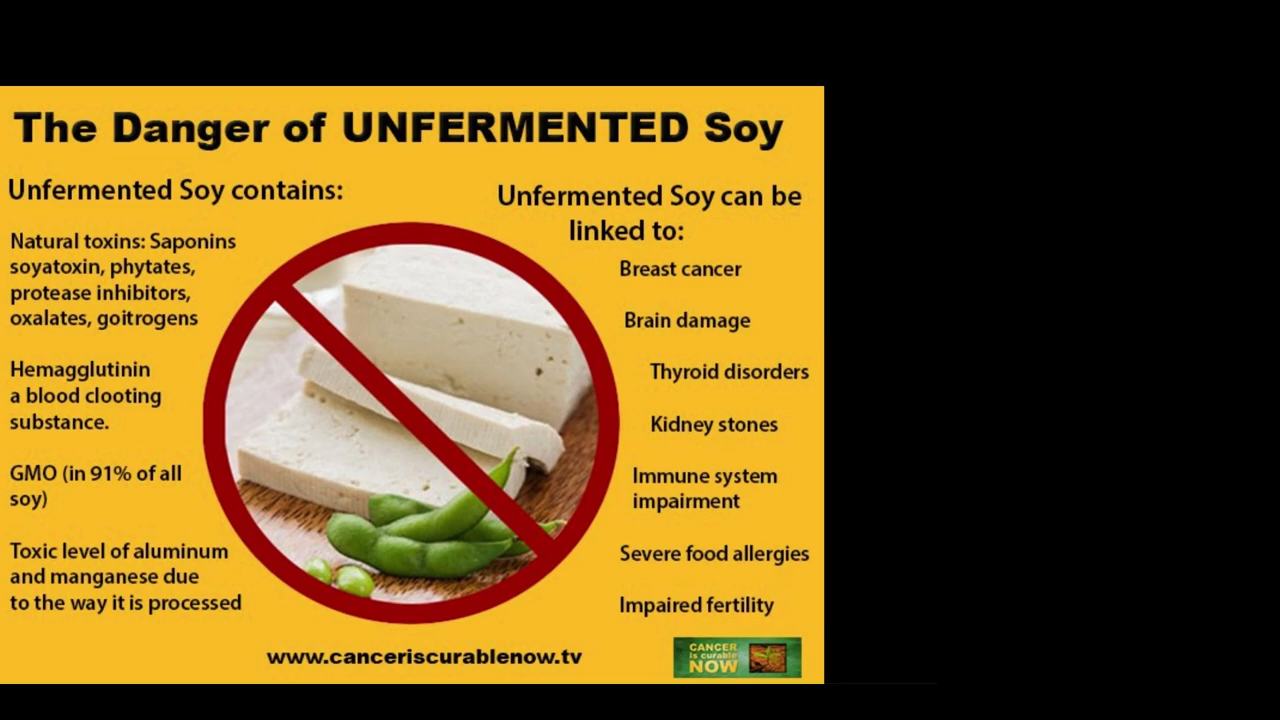 The Danger of UNFERMENTED Soy
Unfermented Soy contains:
Natural toxins: Saponins
soyatoxin, phytates,
protease inhibitors,
oxalates, goitrogens
Hemagglutinin
a blood clooting
substance.
GMO (in 91% of all
soy)
Toxic level of aluminum
and manganese due
to the way it is processed
Unfermented Soy can be
linked to:
Breast cancer
Brain damage
Thyroid disorders
Kidney stones
Immune system
impairment
Severe food allergies
Impaired fertility
www.canceriscurablenow.tv
CANCER
is curable
NOW